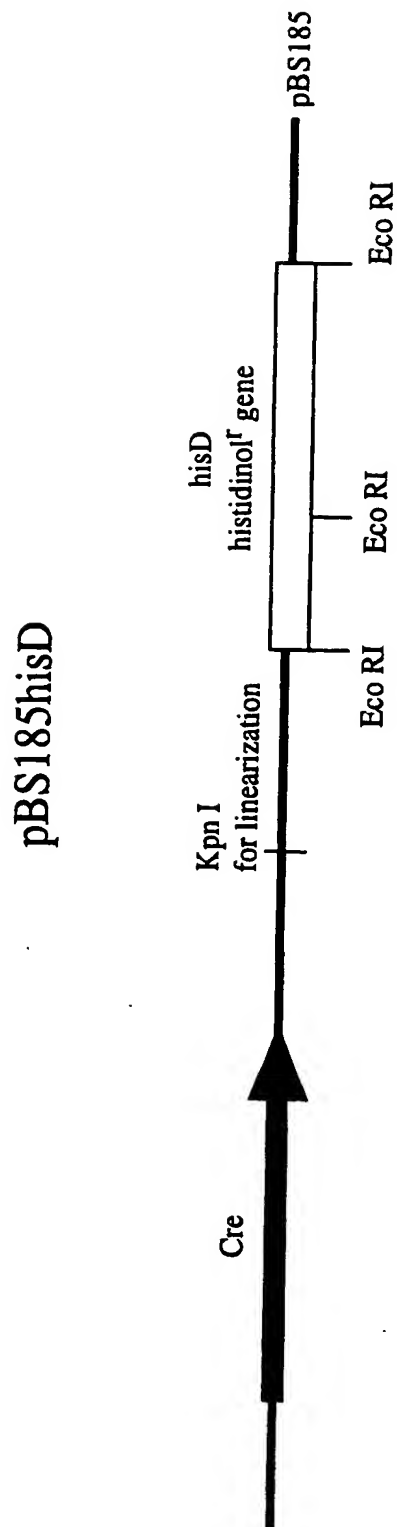 pBS185hisD
Cre
Kpn I
for linearization
hisD
histidinolʳ gene
pBS185
Eco RI
Eco RI
Eco RI